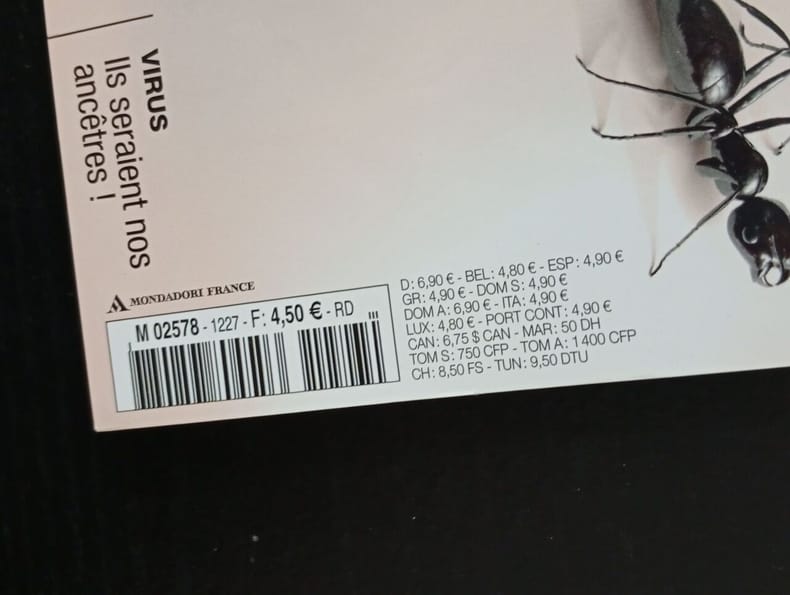 VIRUS
Ils seraient nos
ancêtres !
MONDADORI FRANCE
M 02578 - 1227 - F: 4,50 € - RD
D: 6,90 € - BEL: 4,80 € - ESP: 4,90 €
GR: 4,90 € - DOM S: 4,90 €
DOM A: 6,90 € - ITA: 4,90 €
LUX: 4,80 € - PORT CONT: 4,90 €
CAN: 6,75 $ CAN - MAR: 50 DH
TOM S: 750 CFP - TOM A: 1 400 CFP
CH: 8,50 FS - TUN: 9,50 DTU